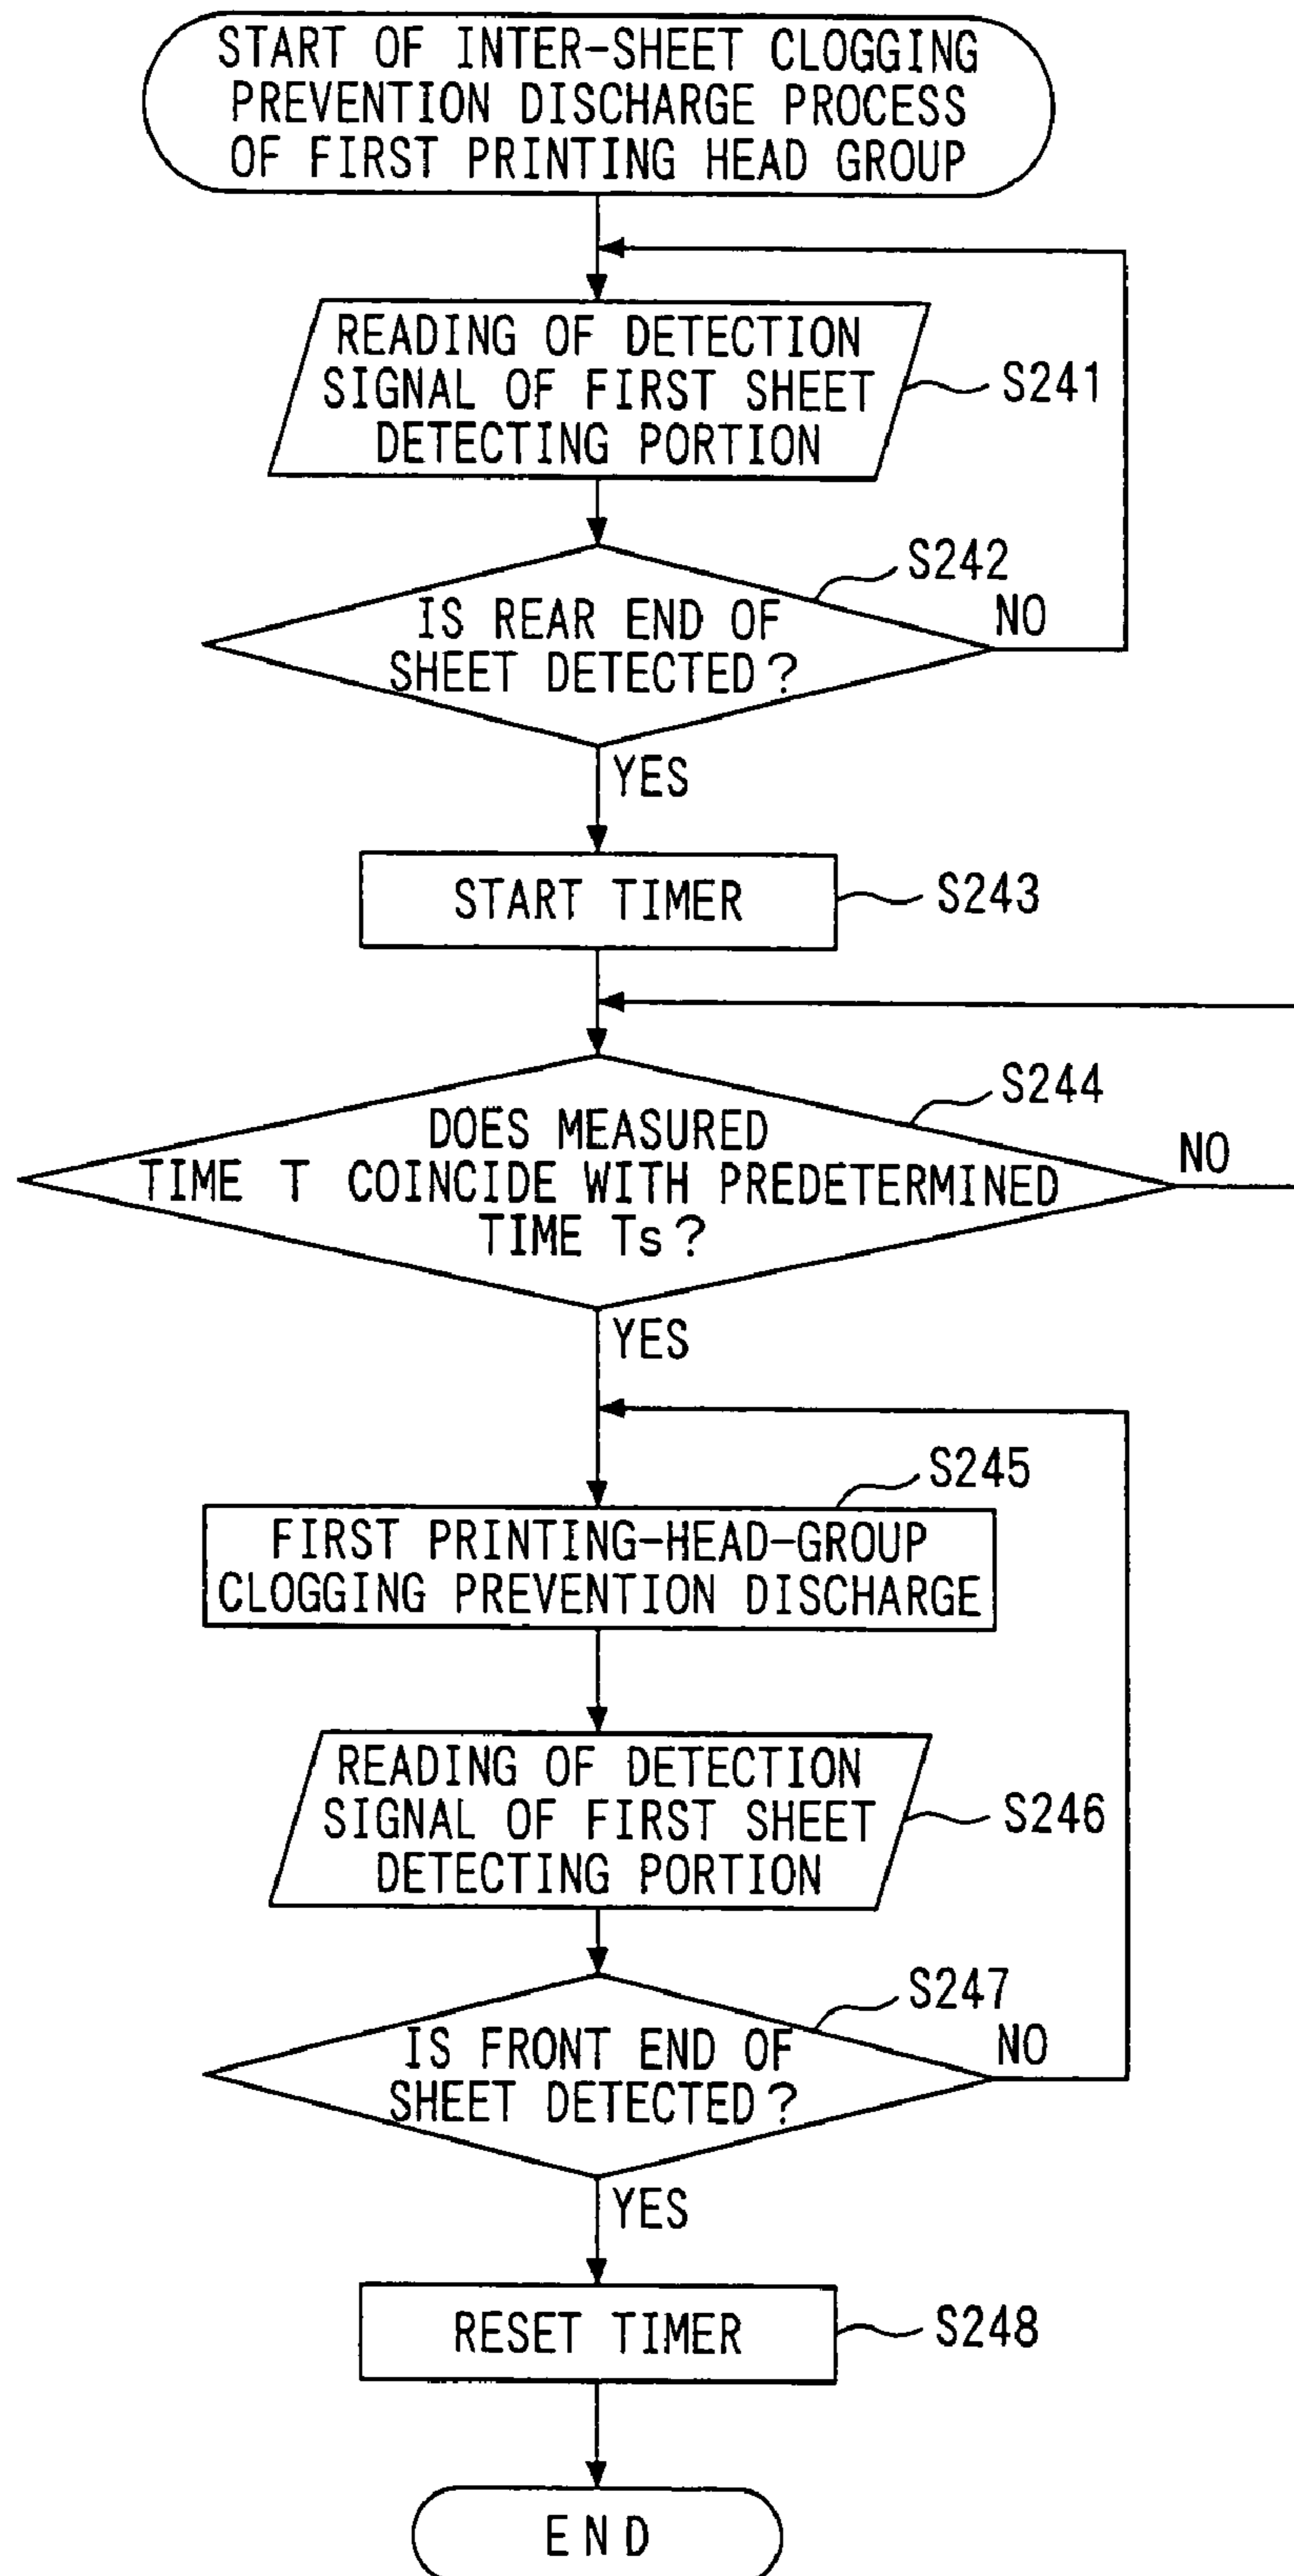 START OF INTER-SHEET CLOGGING
PREVENTION DISCHARGE PROCESS
OF FIRST PRINTING HEAD GROUP
READING OF DETECTION
SIGNAL OF FIRST SHEET
DETECTING PORTION
S241
S242
IS REAR END OF
SHEET DETECTED?
NO
YES
START TIMER
S243
S244
DOES MEASURED
TIME T COINCIDE WITH PREDETERMINED
TIME Ts?
NO
YES
S245
FIRST PRINTING-HEAD-GROUP
CLOGGING PREVENTION DISCHARGE
READING OF DETECTION
SIGNAL OF FIRST SHEET
DETECTING PORTION
S246
S247
IS FRONT END OF
SHEET DETECTED?
NO
YES
RESET TIMER
S248
END